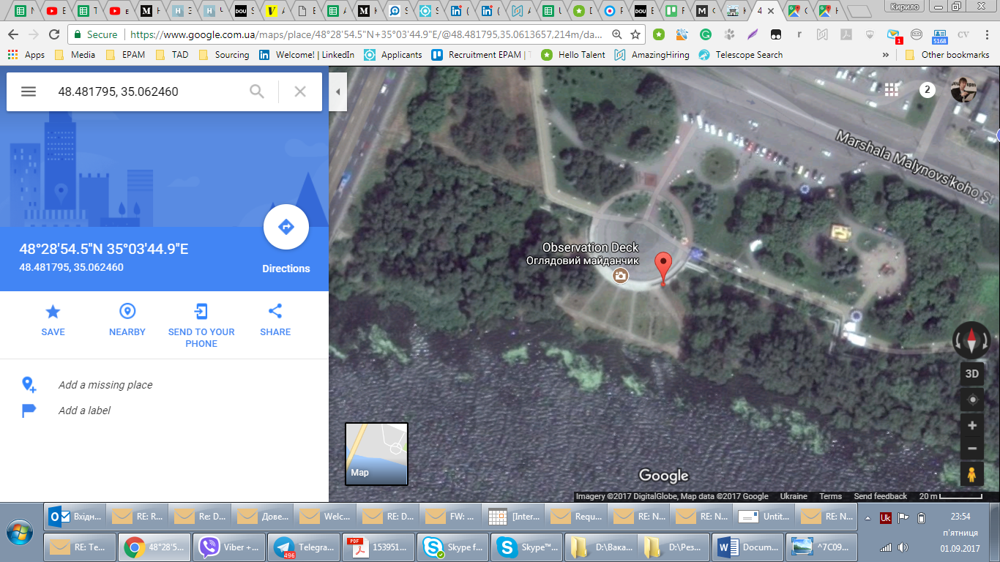 Кирило
Secure
https://www.google.com.ua/maps/place/48°28'54.5"N+35°03'44.9"E/@48.481795,35.0613657,214m/da...
1
5168
CV
Apps
Media
EPAM
TAD
Sourcing
Welcome! | LinkedIn
Applicants
Recruitment EPAM | T
Hello Talent
AmazingHiring
Telescope Search
»
Other bookmarks
48.481795, 35.062460
2
Marshala Malynovs'koho St
Observation Deck
Оглядовий майданчик
48°28'54.5"N 35°03'44.9"E
48.481795, 35.062460
Directions
SAVE
NEARBY
SEND TO YOUR
PHONE
SHARE
Add a missing place
Add a label
3D
Map
Google
Imagery ©2017 DigitalGlobe, Map data ©2017 Google
Ukraine
Terms
Send feedback
20 m
Вхідн...
RE: R...
Re: D...
Дове...
Welc...
RE: D...
FW: ...
[Inter...
Requ...
RE: N...
RE: N...
Untit...
RE: N...
Uk
23:54
RE: Te...
48°28'5...
Viber +...
Telegra...
496
PDF
153951...
Skype f...
Skype™...
D:\Вака...
D:\Рез...
Docum...
^7C09...
п'ятниця
01.09.2017